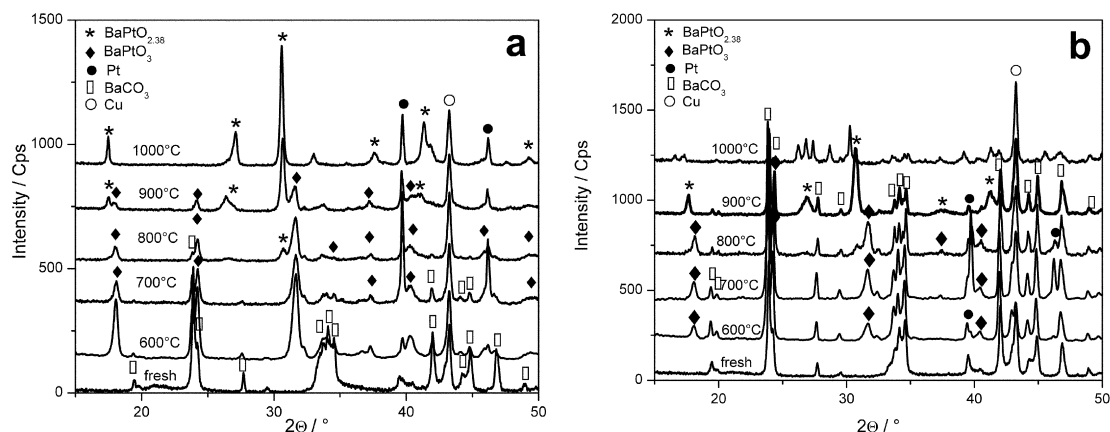 a
1500
1000
500
0
Intensity / Cps
* BaPtO2.38
♦ BaPtO3
● Pt
▯ BaCO3
○ Cu
1000°C
900°C
800°C
700°C
600°C
fresh
20
30
40
50
2Θ / °
b
2000
1500
1000
500
0
Intensity / Cps
* BaPtO2.38
♦ BaPtO3
● Pt
▯ BaCO3
○ Cu
1000°C
900°C
800°C
700°C
600°C
fresh
20
30
40
50
2Θ / °